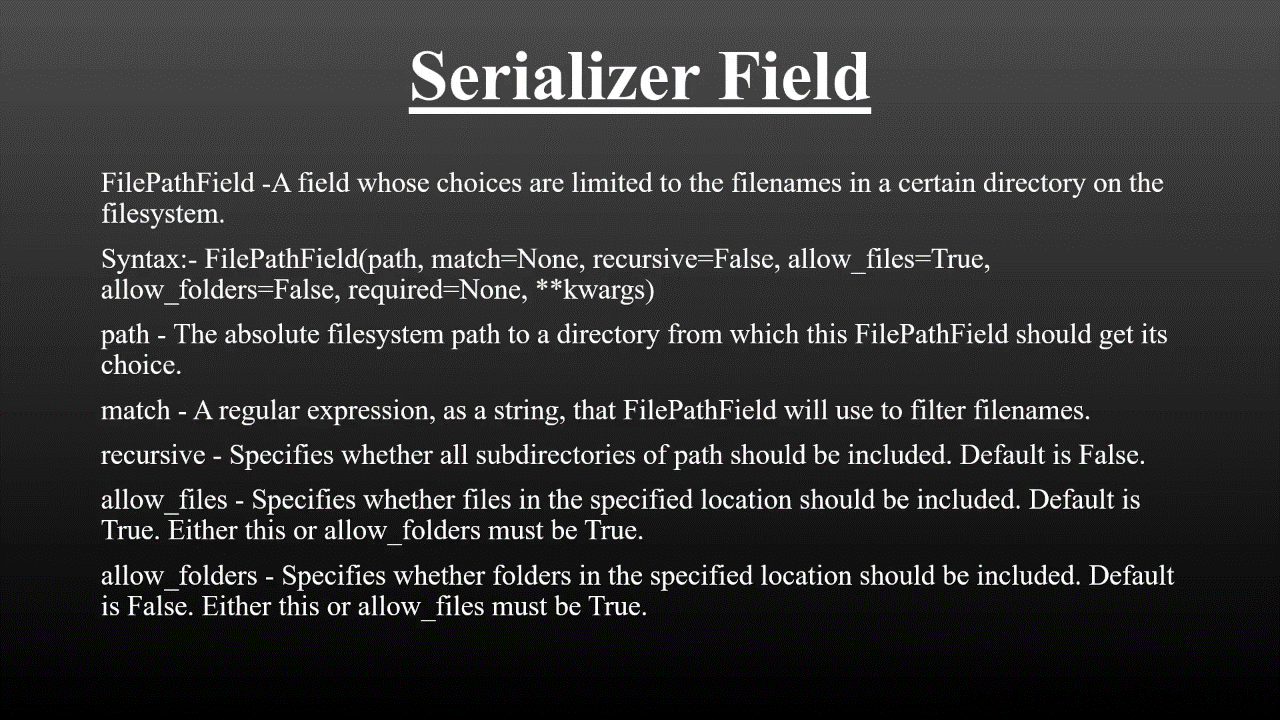 Serializer Field
FilePathField -A field whose choices are limited to the filenames in a certain directory on the
filesystem.
Syntax:- FilePathField(path, match=None, recursive=False, allow_files=True,
allow_folders=False, required=None, **kwargs)
path - The absolute filesystem path to a directory from which this FilePathField should get its
choice.
match - A regular expression, as a string, that FilePathField will use to filter filenames.
recursive - Specifies whether all subdirectories of path should be included. Default is False.
allow_files - Specifies whether files in the specified location should be included. Default is
True. Either this or allow_folders must be True.
allow_folders - Specifies whether folders in the specified location should be included. Default
is False. Either this or allow_files must be True.